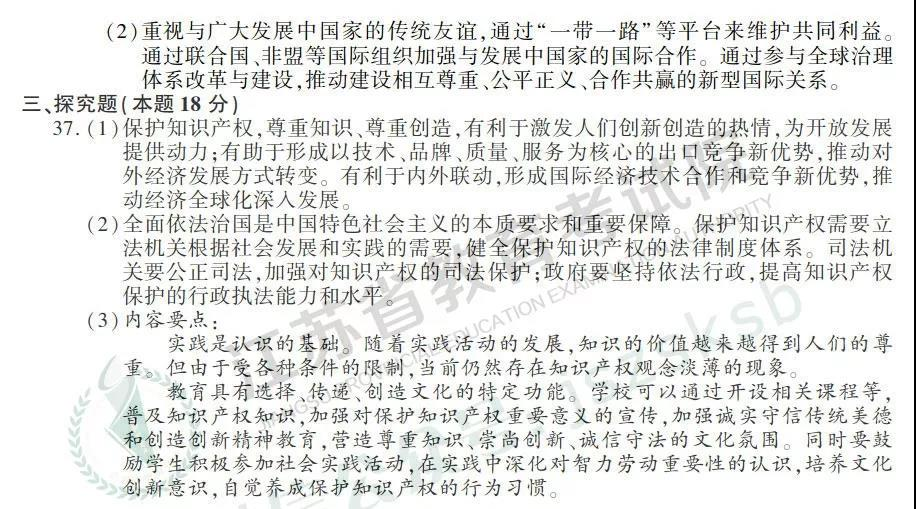 (2)重视与广大发展中国家的传统友谊,通过“一带一路”等平台来维护共同利益。
通过联合国、非盟等国际组织加强与发展中国家的国际合作。通过参与全球治理
体系改革与建设,推动建设相互尊重、公平正义、合作共赢的新型国际关系。
三、探究题(本题18分)
37.(1)保护知识产权,尊重知识、尊重创造,有利于激发人们创新创造的热情,为开放发展
提供动力;有助于形成以技术、品牌、质量、服务为核心的出口竞争新优势,推动对
外经济发展方式转变。有利于内外联动,形成国际经济技术合作和竞争新优势,推
动经济全球化深入发展。
(2)全面依法治国是中国特色社会主义的本质要求和重要保障。保护知识产权需要立
法机关根据社会发展和实践的需要,健全保护知识产权的法律制度体系。司法机
关要公正司法,加强对知识产权的司法保护;政府要坚持依法行政,提高知识产权
保护的行政执法能力和水平。
(3)内容要点:
实践是认识的基础。随着实践活动的发展,知识的价值越来越得到人们的尊
重。但由于受各种条件的限制,当前仍然存在知识产权观念淡薄的现象。
教育具有选择、传递、创造文化的特定功能。学校可以通过开设相关课程等,
普及知识产权知识,加强对保护知识产权重要意义的宣传,加强诚实守信传统美德
和创造创新精神教育,营造尊重知识、崇尚创新、诚信守法的文化氛围。同时要鼓
励学生积极参加社会实践活动,在实践中深化对智力劳动重要性的认识,培养文化
创新意识,自觉养成保护知识产权的行为习惯。
江苏省教育考试院
JIANGSU PROVINCIAL EDUCATION EXAMINATION AUTHORITY
jszsksb